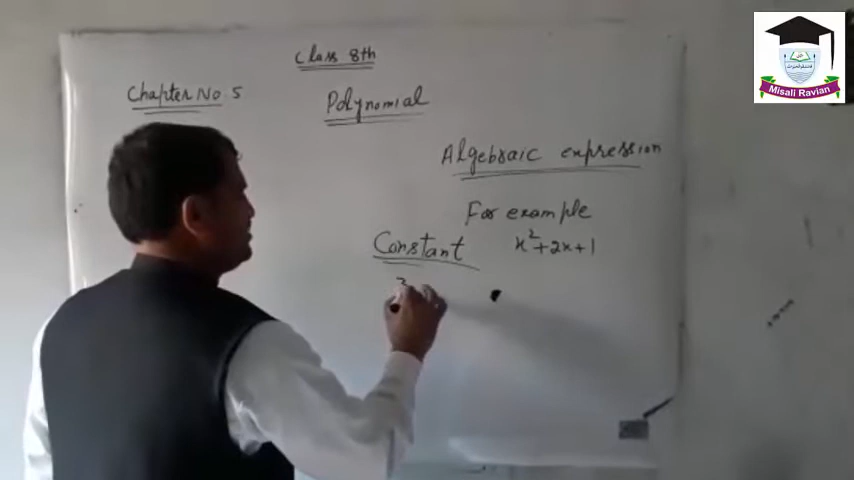 Class 8th
Chapter No 5
Polynomial
Algebraic expression
For example
x²+2x+1
Constant
Misali Ravian